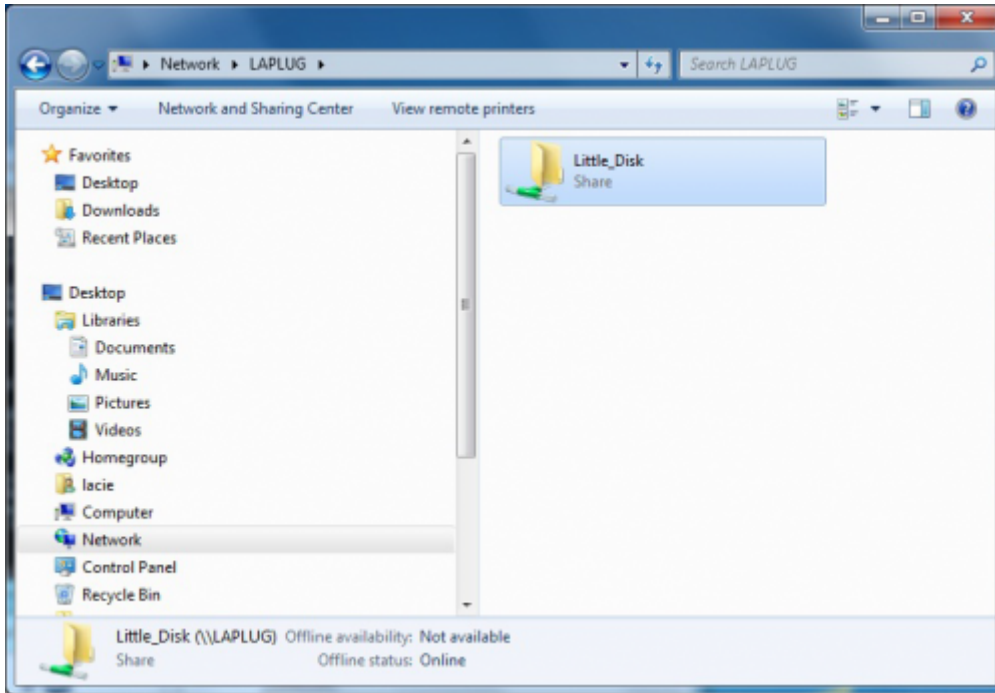 Network ▸ LAPLUG ▸
Search LAPLUG
Organize Network and Sharing Center View remote printers
Favorites
Desktop
Downloads
Recent Places
Desktop
Libraries
Documents
Music
Pictures
Videos
Homegroup
lacie
Computer
Network
Control Panel
Recycle Bin
Little_Disk
Share
Little_Disk (\\LAPLUG) Offline availability: Not available
Share Offline status: Online